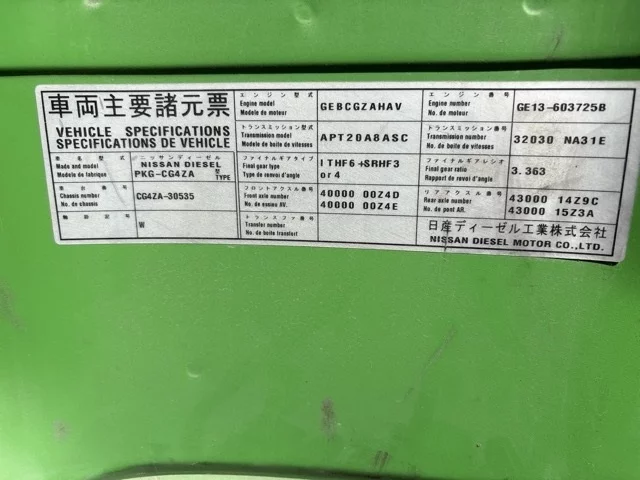 車両主要諸元票
VEHICLE SPECIFICATIONS
SPECIFICATIONS DE VEHICLE
車名型式
Made and model
Modele de fabrique
ニッサンディーゼル
NISSAN DIESEL
PKG-CG4ZA 型 TYPE
車台番号
Chassis number
No. de chassis
CG4ZA-30535
エンジン型式
Engine model
Modele de moteur
GEBCGZAHAV
トランスミッション型式
Transmission model
Modele de boite de vitesses
APT20A8ASC
ファイナルギアタイプ
Final gear type
Type de renvoi d'angle
1THF6+SRHF3
or4
フロントアクスル番号
Front axle number
No. de essieu AV.
40000 00Z4D
40000 00Z4E
トランスファ番号
Transfer number
No. de boite transfert
エンジン番号
Engine number
No. de moteur
GE13-603725B
トランスミッション番号
Transmission number
No. de boite de vitesses
32030 NA31E
ファイナルギアレシオ
Final gear ratio
Rapport de revoi d'angle
3.363
リアアクスル番号
Rear axle number
No. de pont AR.
43000 14Z9C
43000 15Z3A
日産ディーゼル工業株式会社
NISSAN DIESEL MOTOR CO.,LTD.